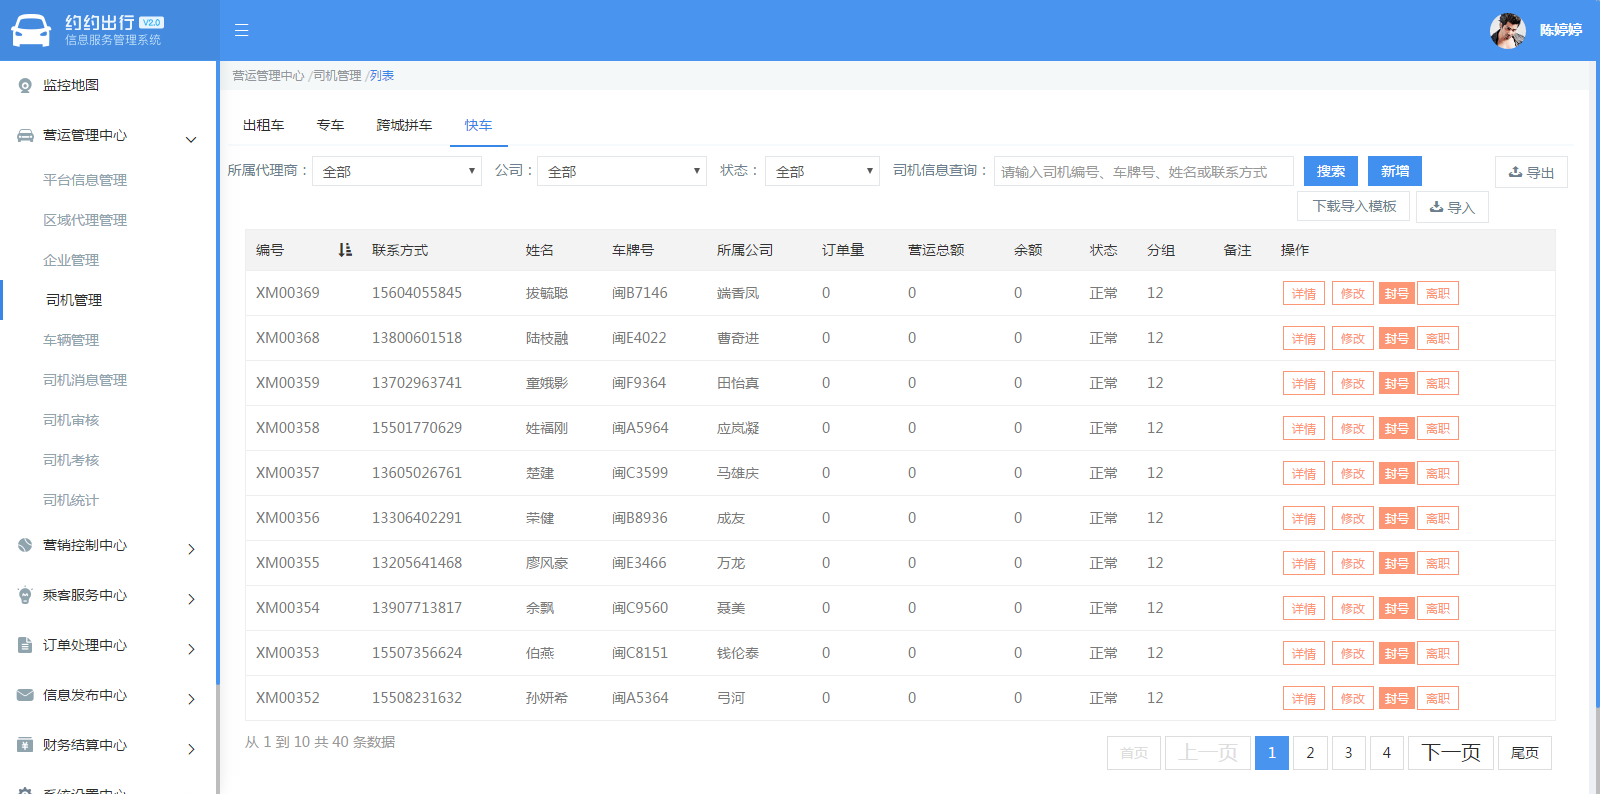 约约出行 V2.0
信息服务管理系统
陈婷婷
监控地图
营运管理中心
平台信息管理
区域代理管理
企业管理
司机管理
车辆管理
司机消息管理
司机审核
司机考核
司机统计
营销控制中心
乘客服务中心
订单处理中心
信息发布中心
财务结算中心
系统设置中心
营运管理中心 /司机管理 /列表
出租车 专车 跨城拼车 快车
所属代理商： 全部 公司： 全部 状态： 全部 司机信息查询： 请输入司机编号、车牌号、姓名或联系方式 搜索 新增 导出
下载导入模板 导入
编号 联系方式 姓名 车牌号 所属公司 订单量 营运总额 余额 状态 分组 备注 操作
XM00369 15604055845 拔毓聪 闽B7146 端香凤 0 0 0 正常 12 详情 修改 封号 离职
XM00368 13800601518 陆枝融 闽E4022 曹奇进 0 0 0 正常 12 详情 修改 封号 离职
XM00359 13702963741 童娥影 闽F9364 田怡真 0 0 0 正常 12 详情 修改 封号 离职
XM00358 15501770629 姓福刚 闽A5964 应岚凝 0 0 0 正常 12 详情 修改 封号 离职
XM00357 13605026761 楚建 闽C3599 马雄庆 0 0 0 正常 12 详情 修改 封号 离职
XM00356 13306402291 荣健 闽B8936 成友 0 0 0 正常 12 详情 修改 封号 离职
XM00355 13205641468 廖风豪 闽E3466 万龙 0 0 0 正常 12 详情 修改 封号 离职
XM00354 13907713817 余飘 闽C9560 聂美 0 0 0 正常 12 详情 修改 封号 离职
XM00353 15507356624 伯燕 闽C8151 钱伦泰 0 0 0 正常 12 详情 修改 封号 离职
XM00352 15508231632 孙妍希 闽A5364 弓河 0 0 0 正常 12 详情 修改 封号 离职
从 1 到 10 共 40 条数据
首页 上一页 1 2 3 4 下一页 尾页